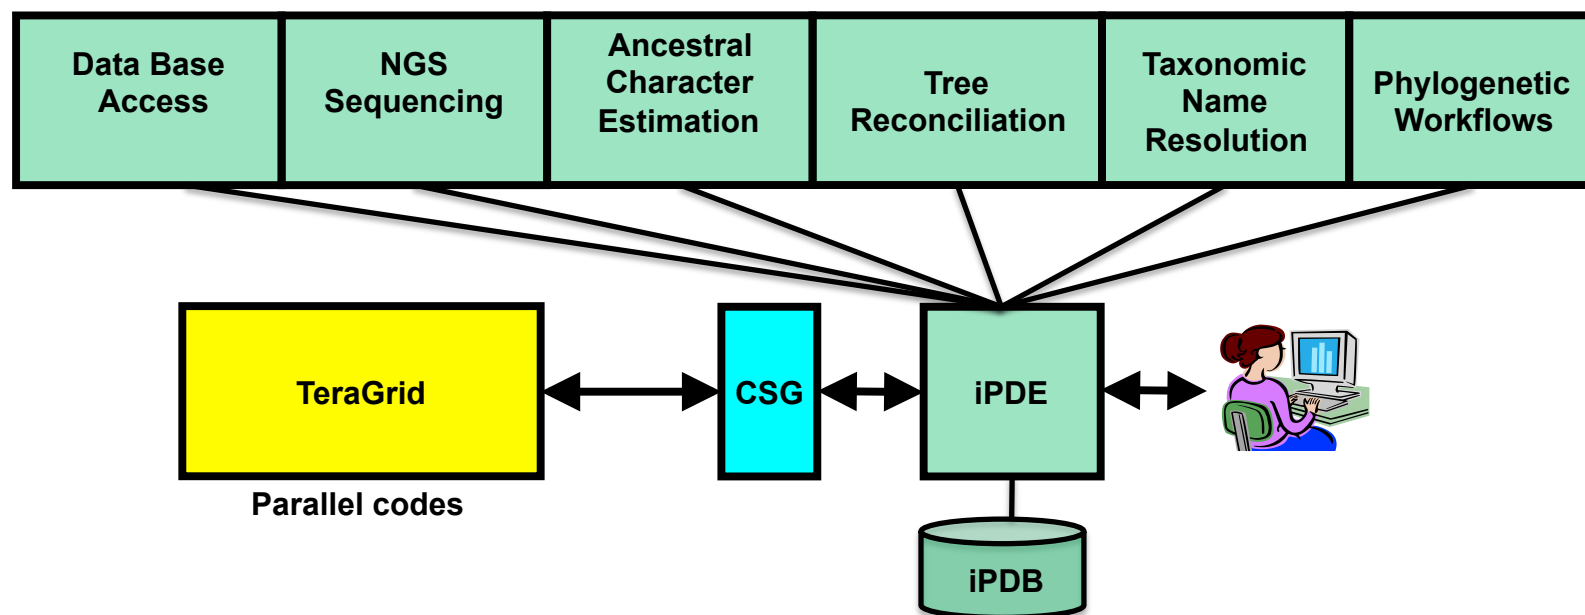 Data Base
Access
NGS
Sequencing
Ancestral
Character
Estimation
Tree
Reconciliation
Taxonomic
Name
Resolution
Phylogenetic
Workflows
TeraGrid
CSG
iPDE
Parallel codes
iPDB